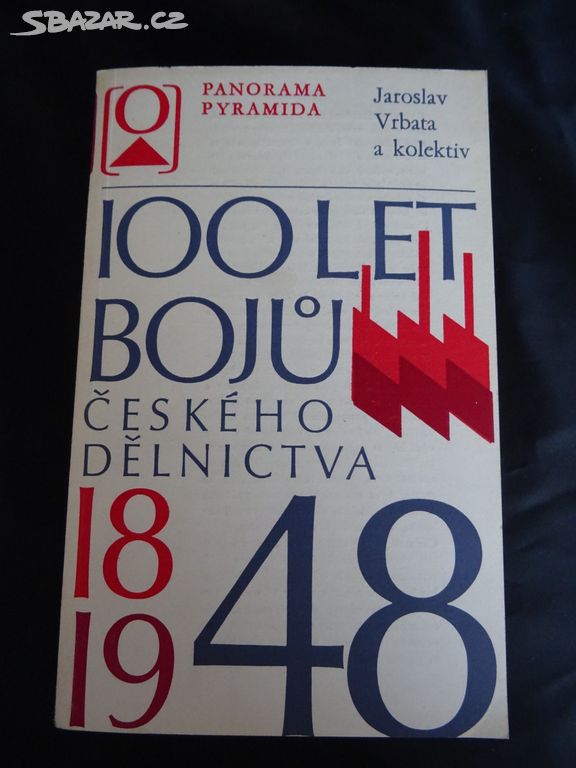 SBAZAR.CZ
PANORAMA
PYRAMIDA
Jaroslav
Vrbata
a kolektiv
100 LET
BOJŮ
ČESKÉHO
DĚLNICTVA
18
19
48